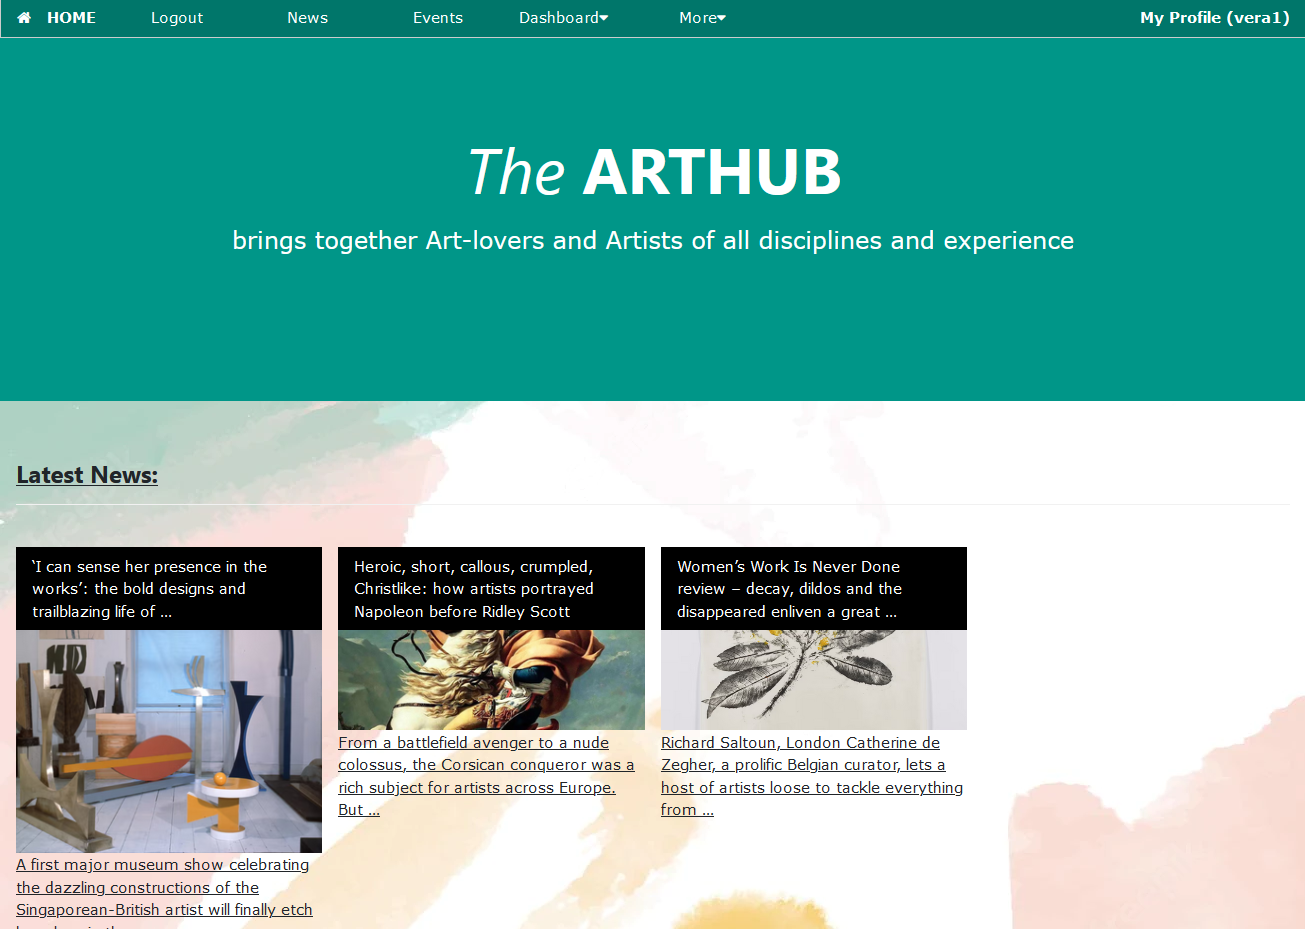 HOME Logout News Events Dashboard More My Profile (vera1)
The ARTHUB
brings together Art-lovers and Artists of all disciplines and experience
Latest News:
‘I can sense her presence in the
works’: the bold designs and
trailblazing life of ...
A first major museum show celebrating
the dazzling constructions of the
Singaporean-British artist will finally etch
Heroic, short, callous, crumpled,
Christlike: how artists portrayed
Napoleon before Ridley Scott
From a battlefield avenger to a nude
colossus, the Corsican conqueror was a
rich subject for artists across Europe.
But ...
Women’s Work Is Never Done
review – decay, dildos and the
disappeared enliven a great ...
Richard Saltoun, London Catherine de
Zegher, a prolific Belgian curator, lets a
host of artists loose to tackle everything
from ...